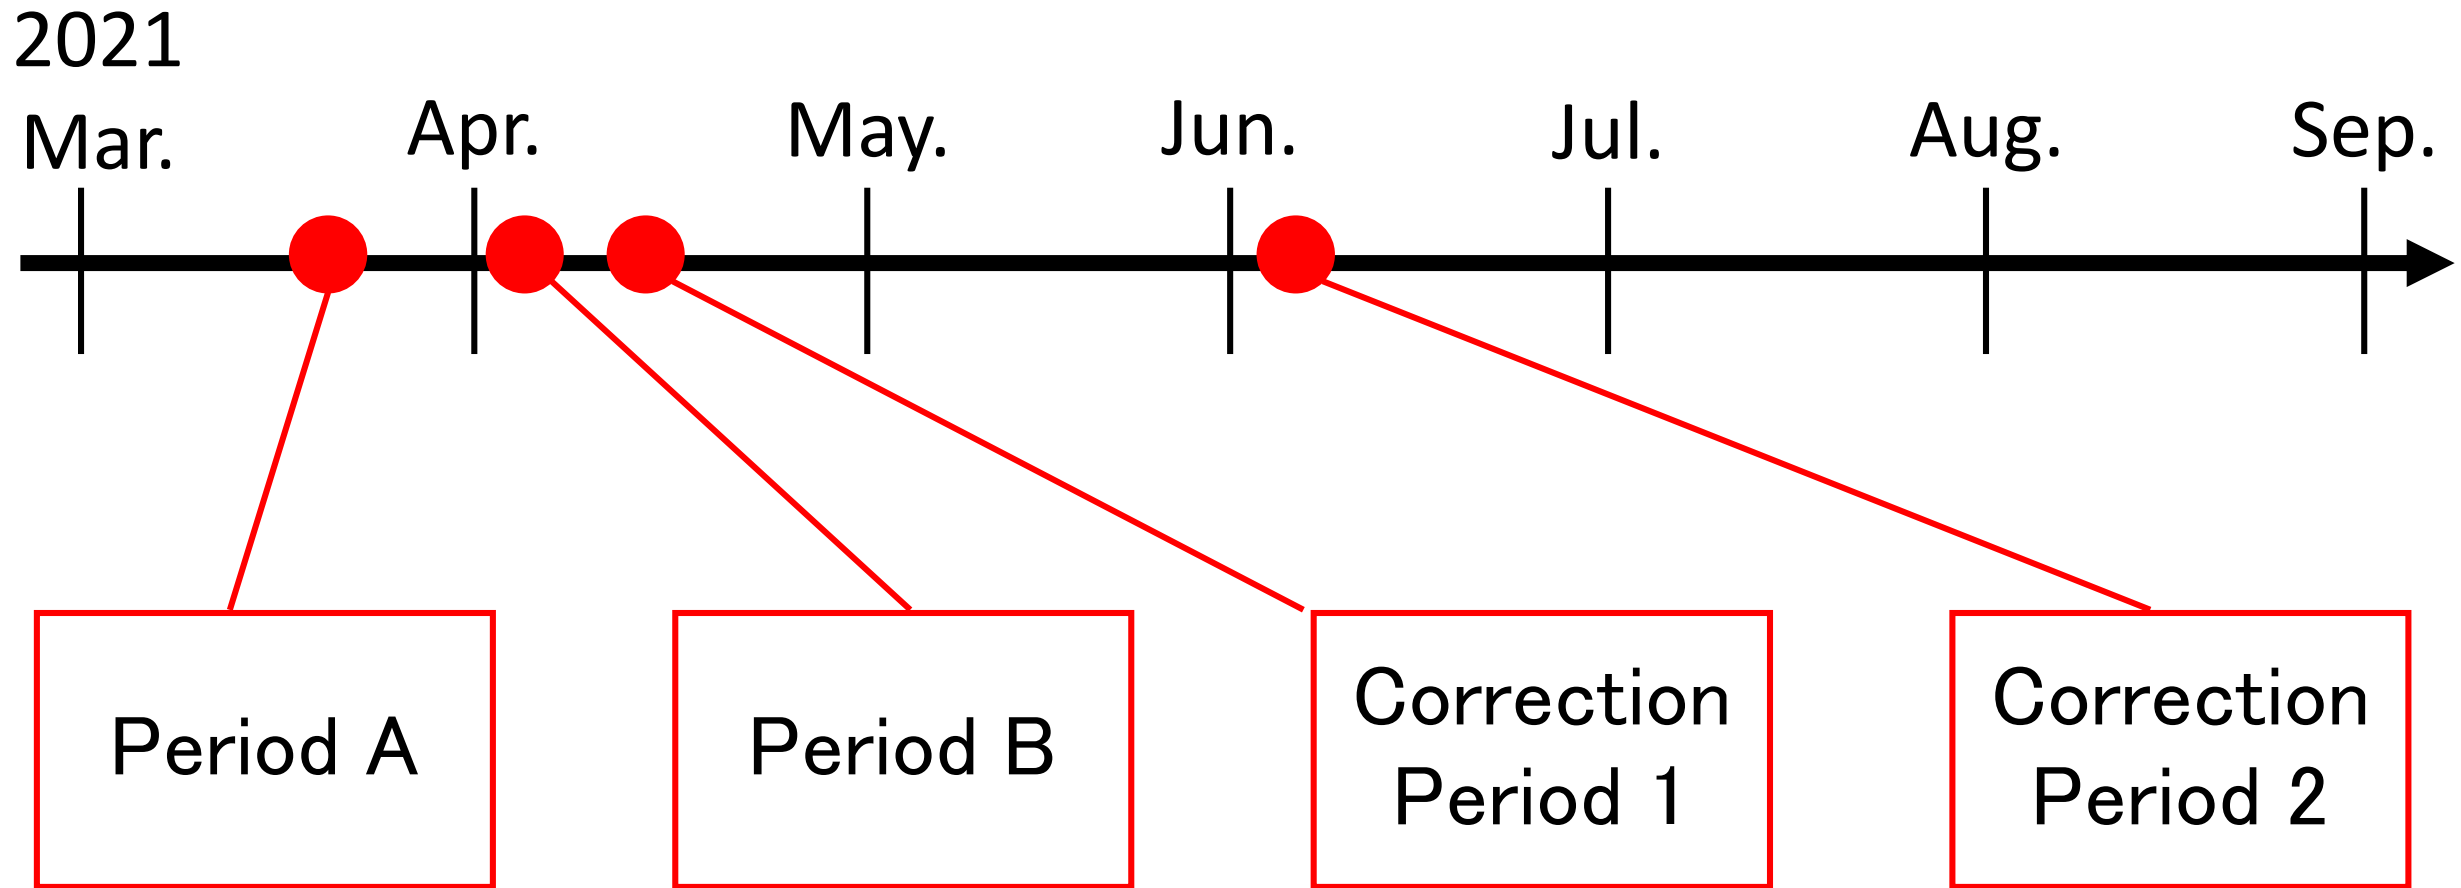 2021
Mar.
Apr.
May.
Jun.
Jul.
Aug.
Sep.
Period A
Period B
Correction
Period 1
Correction
Period 2